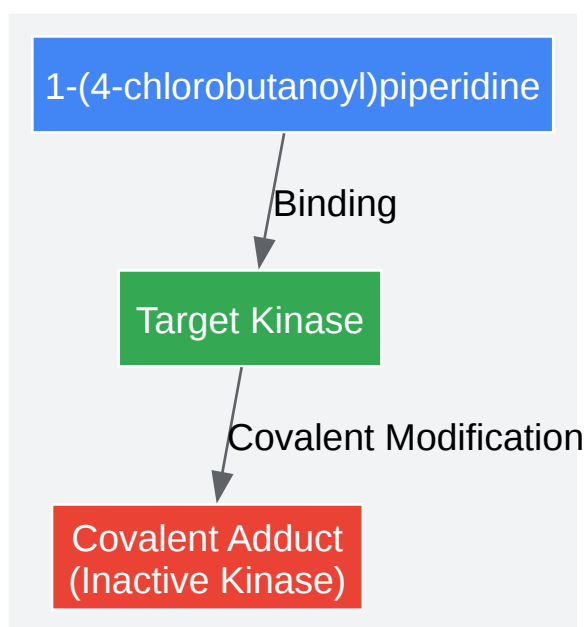 1-(4-chlorobutanoyl)piperidine
Binding
Target Kinase
Covalent Modification
Covalent Adduct
(Inactive Kinase)